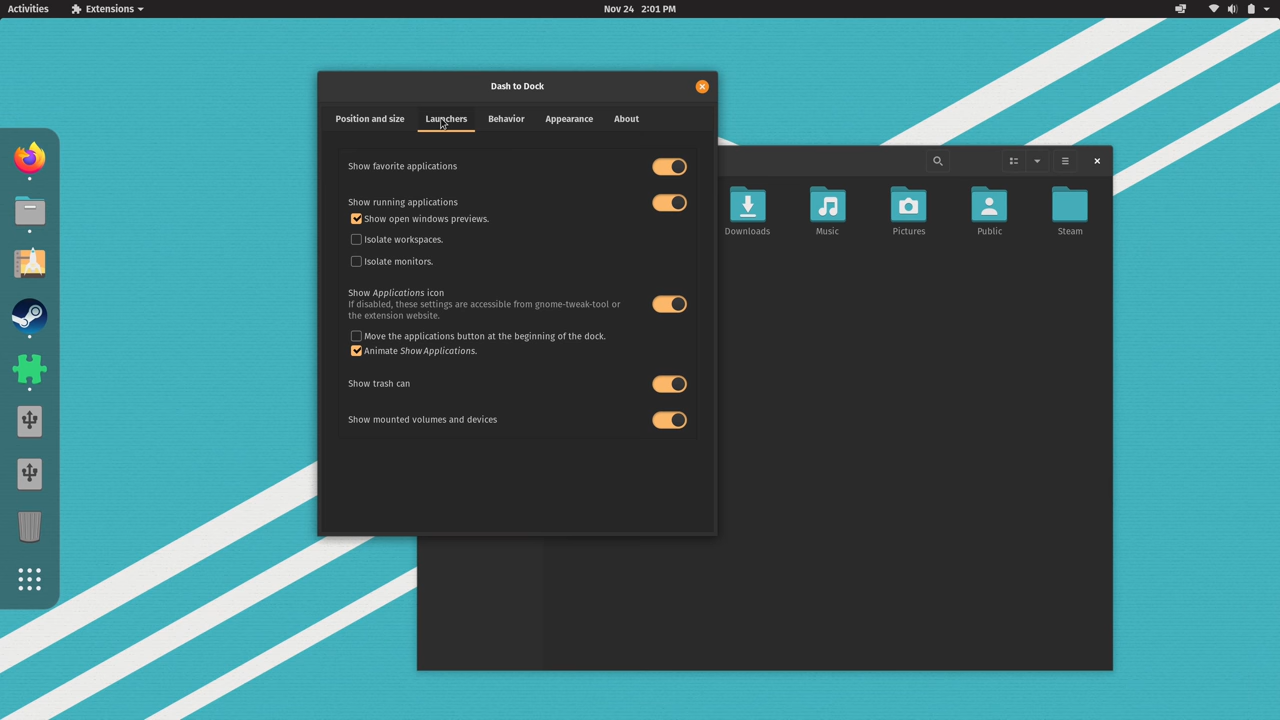 Activities
Extensions
Nov 24 2:01 PM
Dash to Dock
Position and size
Launchers
Behavior
Appearance
About
Show favorite applications
Show running applications
Show open windows previews.
Isolate workspaces.
Isolate monitors.
Show Applications icon
If disabled, these settings are accessible from gnome-tweak-tool or
the extension website.
Move the applications button at the beginning of the dock.
Animate Show Applications.
Show trash can
Show mounted volumes and devices
Downloads
Music
Pictures
Public
Steam